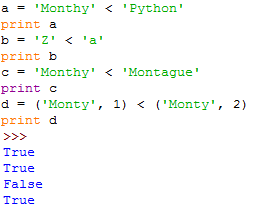 a = 'Monthy' < 'Python'
print a
b = 'Z' < 'a'
print b
c = 'Monthy' < 'Montague'
print c
d = ('Monty', 1) < ('Monty', 2)
print d
>>>
True
True
False
True